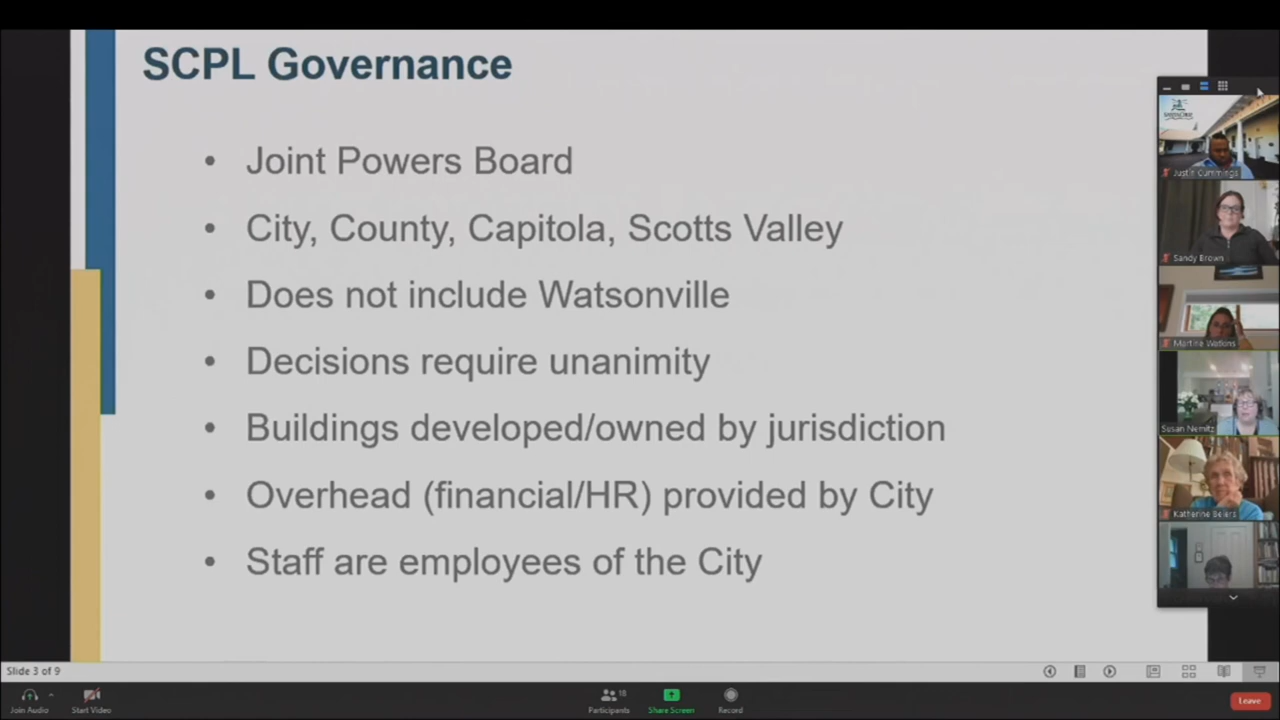 SCPL Governance
• Joint Powers Board
• City, County, Capitola, Scotts Valley
• Does not include Watsonville
• Decisions require unanimity
• Buildings developed/owned by jurisdiction
• Overhead (financial/HR) provided by City
• Staff are employees of the City
Justin Cummings
Sandy Brown
Martine Watkins
Susan Nemitz
Katherine Beiers
Slide 3 of 9
Join Audio
Start Video
18
Participants
Share Screen
Record
Leave